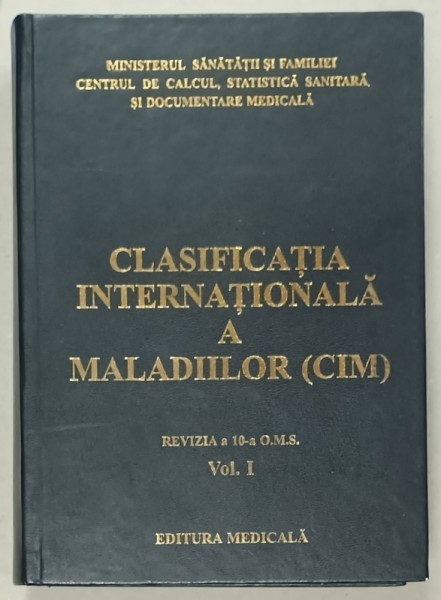 MINISTERUL SĂNĂTĂȚII ȘI FAMILIEI
CENTRUL DE CALCUL, STATISTICĂ SANITARĂ
ȘI DOCUMENTARE MEDICALĂ
CLASIFICAȚIA
INTERNAȚIONALĂ
A
MALADIILOR (CIM)
REVIZIA a 10-a O.M.S.
Vol. I
EDITURA MEDICALĂ